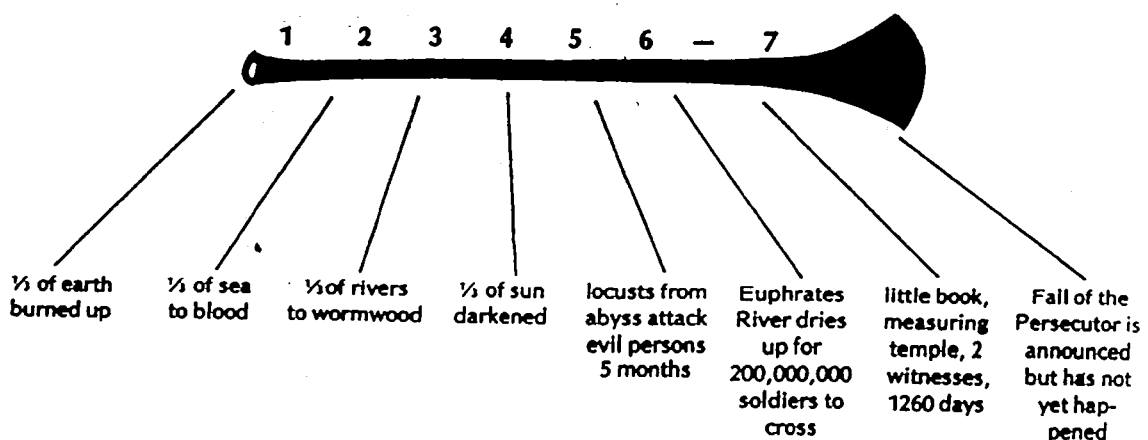 1 2 3 4 5 6 — 7
⅓ of earth
burned up
⅓ of sea
to blood
⅓of rivers
to wormwood
⅓ of sun
darkened
locusts from
abyss attack
evil persons
5 months
Euphrates
River dries
up for
200,000,000
soldiers to
cross
little book,
measuring
temple, 2
witnesses,
1260 days
Fall of the
Persecutor is
announced
but has not
yet hap-
pened